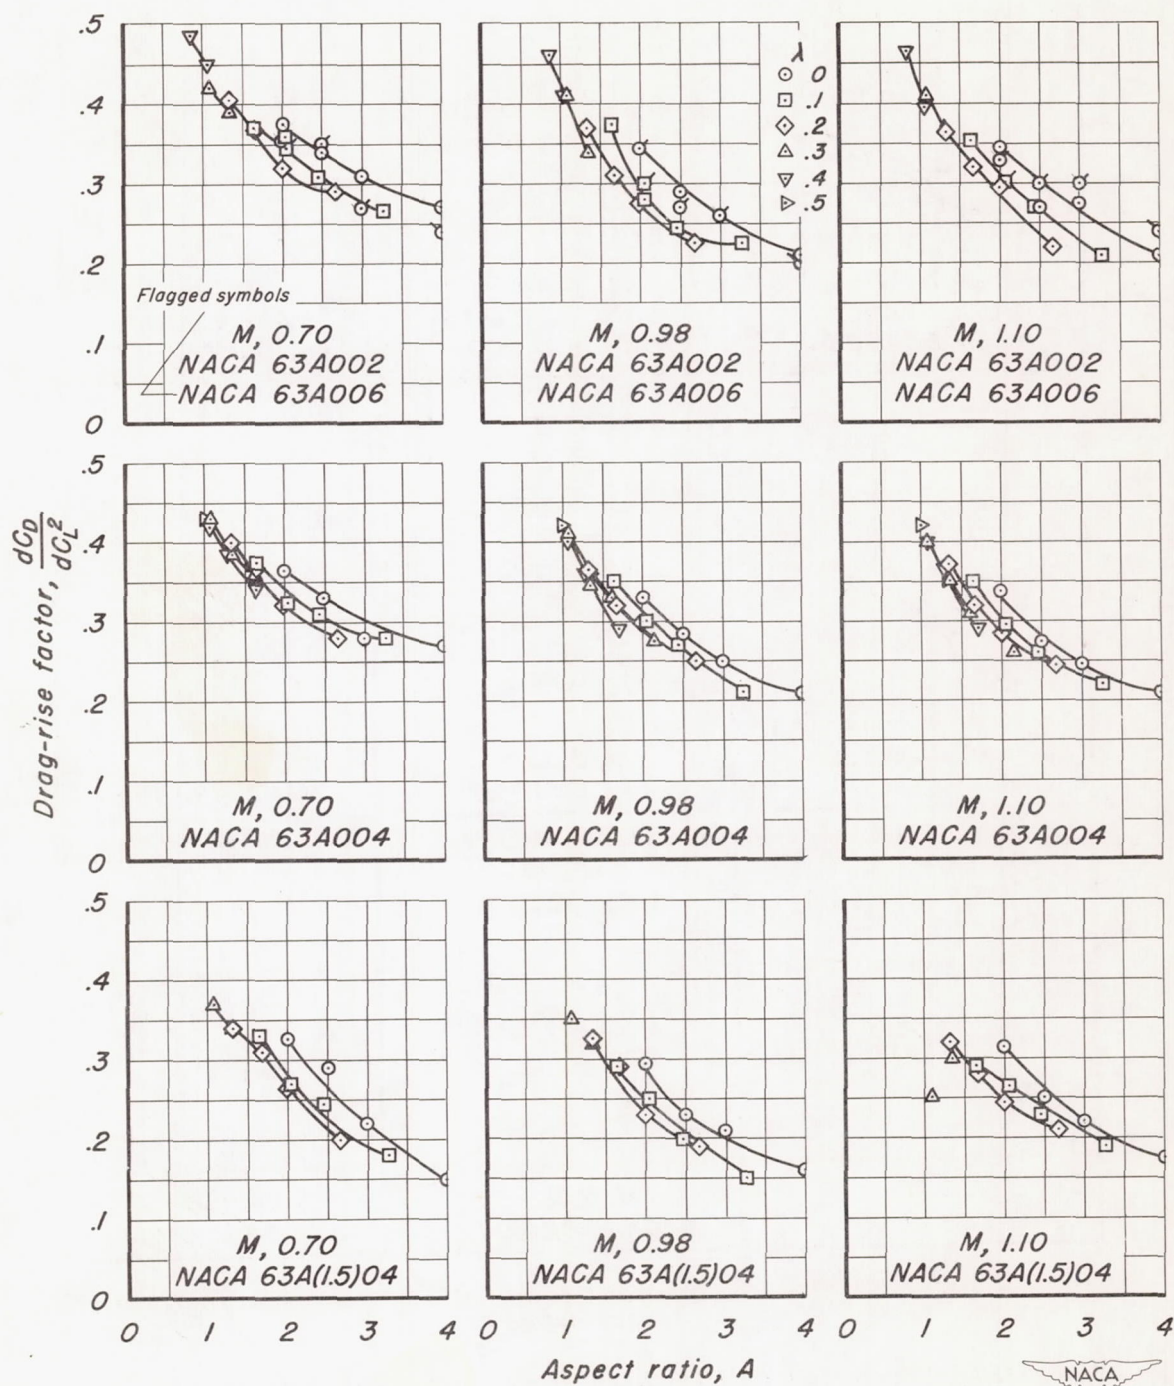 .5
.4
.3
.2
.1
0
Flagged symbols
M, 0.70
NACA 63A002
NACA 63A006
M, 0.98
NACA 63A002
NACA 63A006
λ
0
.1
.2
.3
.4
.5
M, 1.10
NACA 63A002
NACA 63A006
Drag-rise factor, dC_D/dC_L²
.5
.4
.3
.2
.1
0
M, 0.70
NACA 63A004
M, 0.98
NACA 63A004
M, 1.10
NACA 63A004
.5
.4
.3
.2
.1
0
M, 0.70
NACA 63A(1.5)04
M, 0.98
NACA 63A(1.5)04
M, 1.10
NACA 63A(1.5)04
0 1 2 3 4 0 1 2 3 4 0 1 2 3 4
Aspect ratio, A
NACA